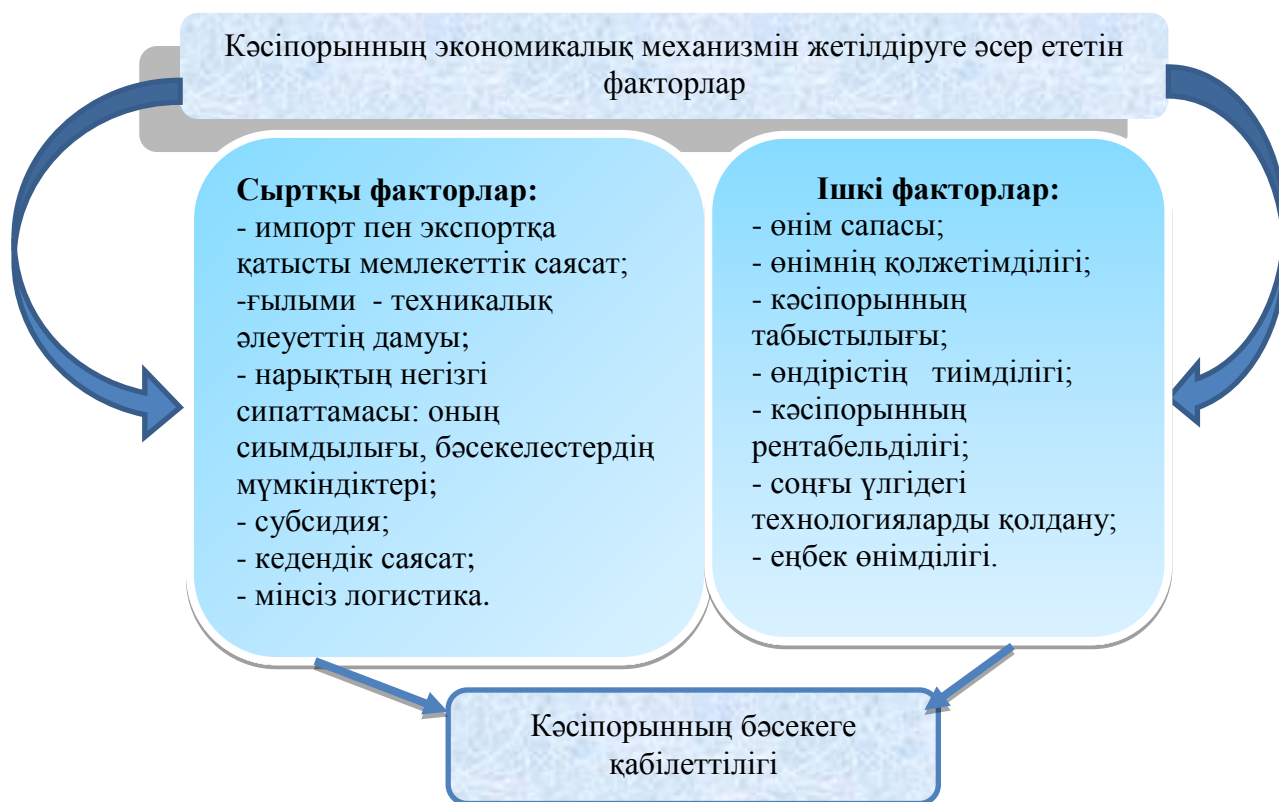 Кәсіпорынның экономикалық механизмін жетілдіруге әсер ететін
факторлар
Сыртқы факторлар:
- импорт пен экспортқа
қатысты мемлекеттік саясат;
-ғылыми - техникалық
әлеуеттің дамуы;
- нарықтың негізгі
сипаттамасы: оның
сиымдылығы, бәсекелестердің
мүмкіндіктері;
- субсидия;
- кедендік саясат;
- мінсіз логистика.
Ішкі факторлар:
- өнім сапасы;
- өнімнің қолжетімділігі;
- кәсіпорынның
табыстылығы;
- өндірістің тиімділігі;
- кәсіпорынның
рентабельділігі;
- соңғы үлгідегі
технологияларды қолдану;
- еңбек өнімділігі.
Кәсіпорынның бәсекеге
қабілеттілігі